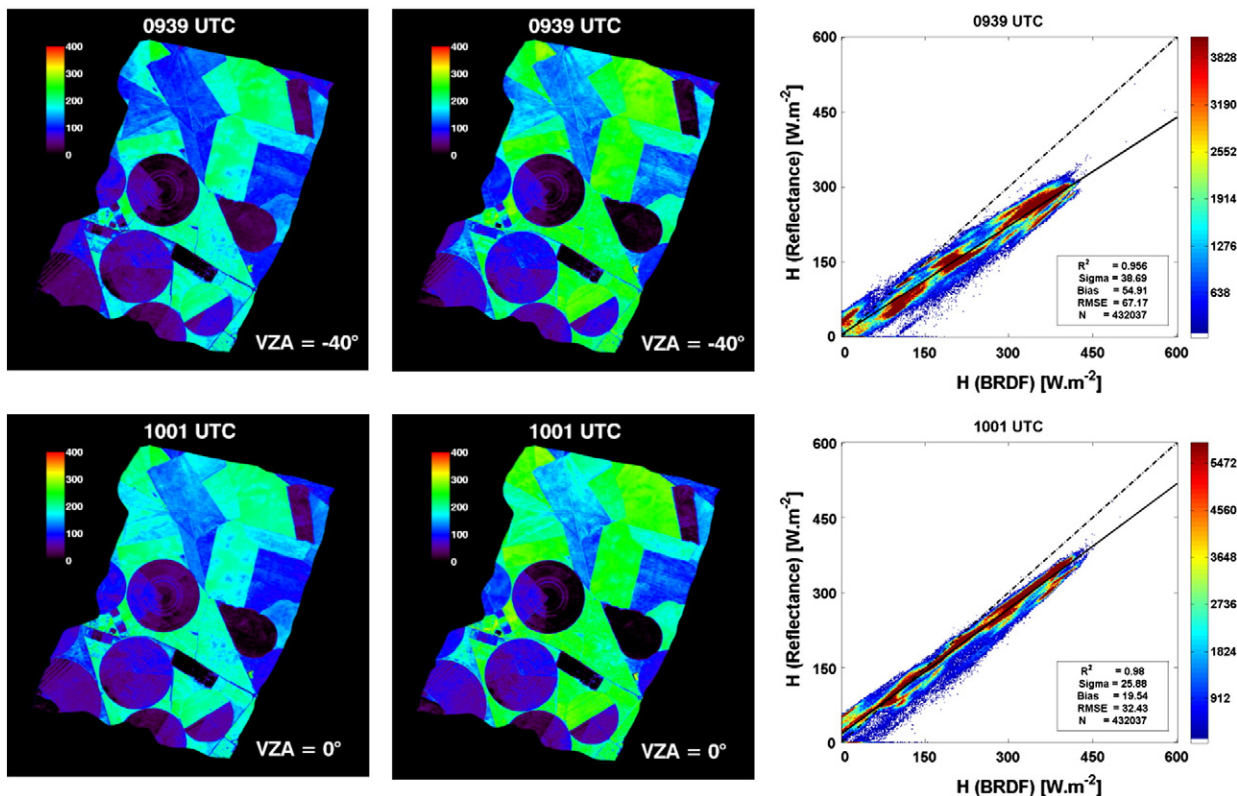 0939 UTC
400
300
200
100
0
VZA = -40°
0939 UTC
400
300
200
100
0
VZA = -40°
0939 UTC
600
450
300
150
0
H (Reflectance) [W.m-2]
0 150 300 450 600
H (BRDF) [W.m-2]
R2 = 0.956
Sigma = 38.69
Bias = 54.91
RMSE = 67.17
N = 432037
3828
3190
2552
1914
1276
638
1001 UTC
400
300
200
100
0
VZA = 0°
1001 UTC
400
300
200
100
0
VZA = 0°
1001 UTC
600
450
300
150
0
H (Reflectance) [W.m-2]
0 150 300 450 600
H (BRDF) [W.m-2]
R2 = 0.98
Sigma = 25.88
Bias = 19.54
RMSE = 32.43
N = 432037
5472
4560
3648
2736
1824
912